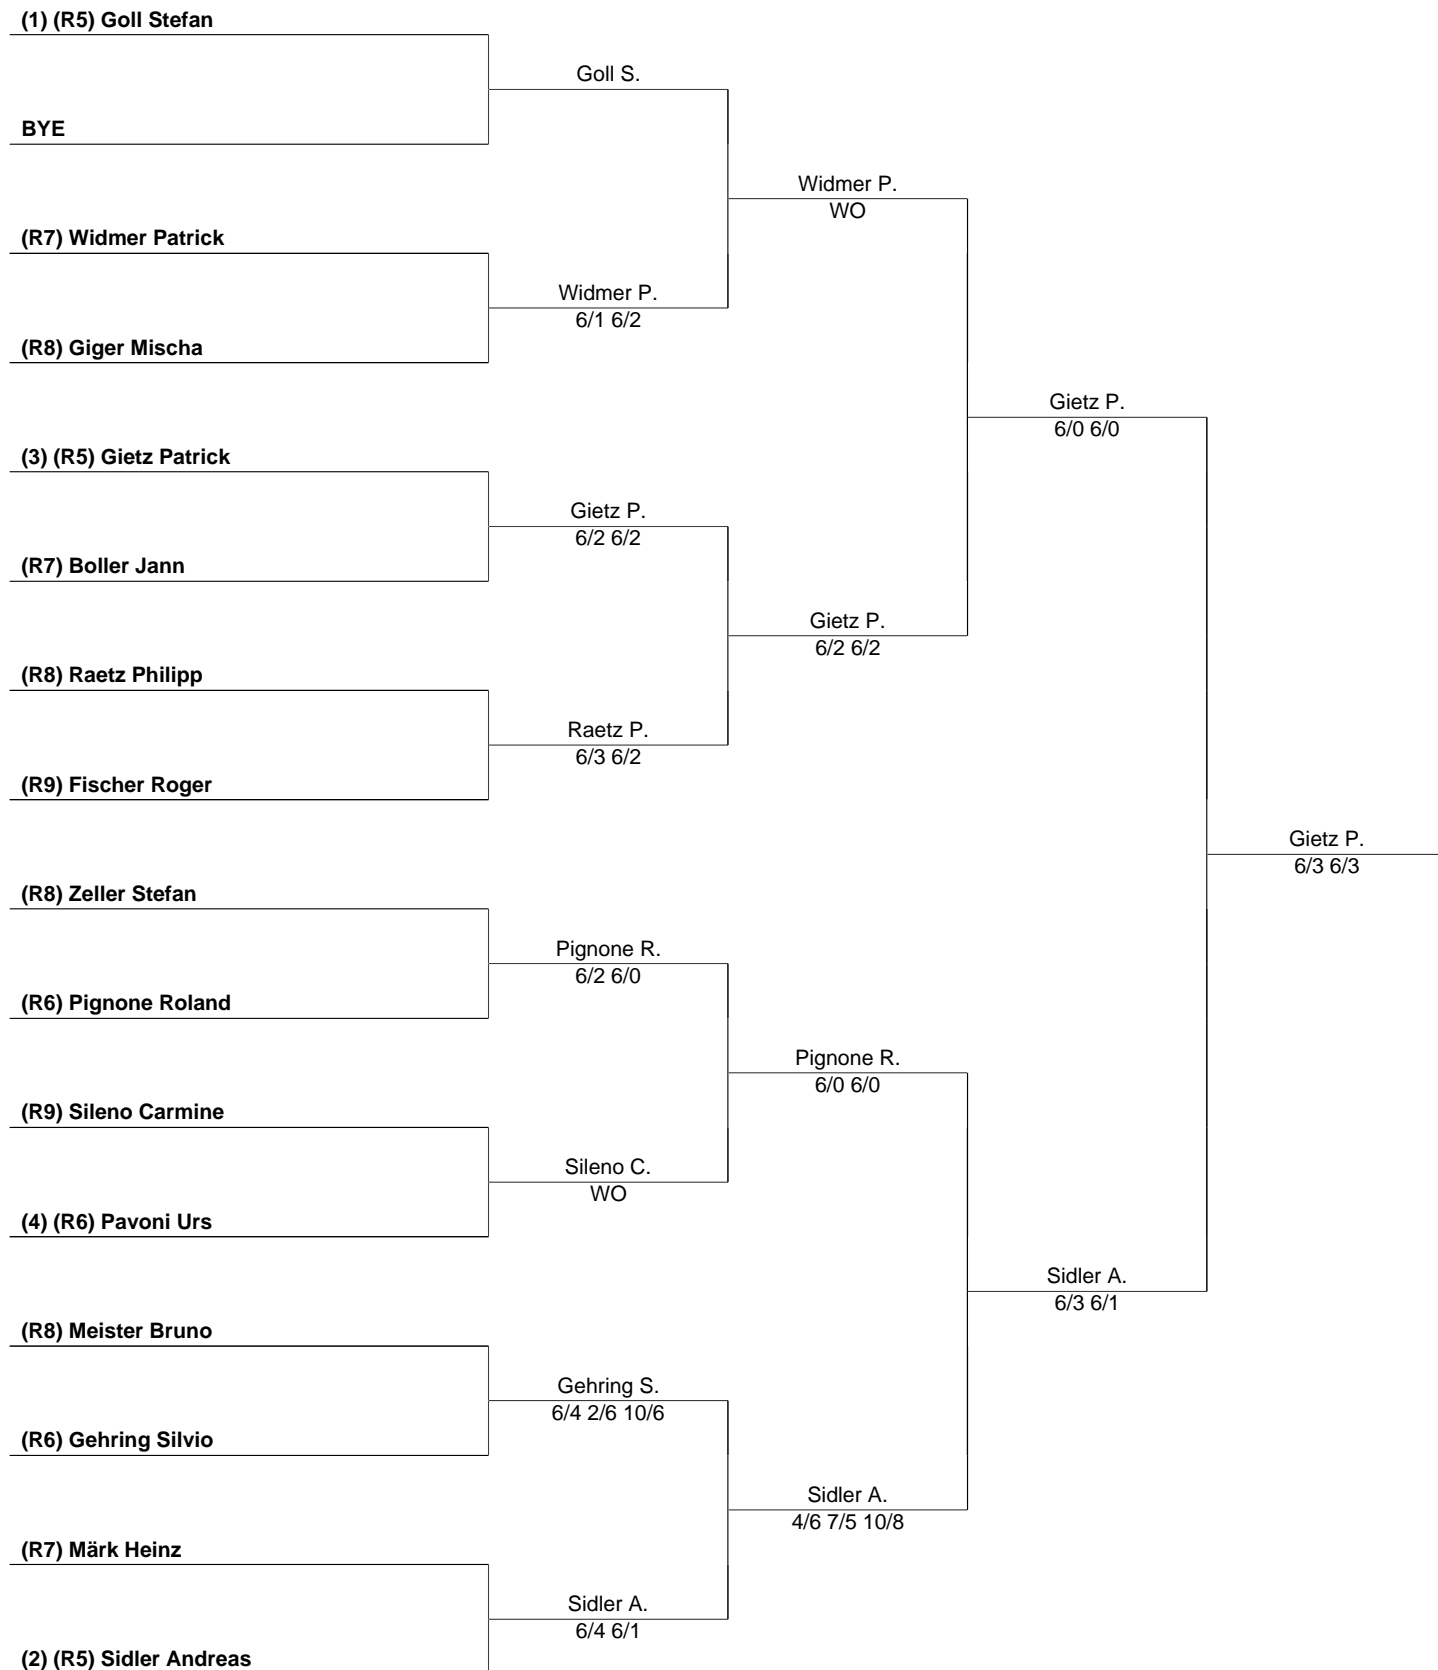 (1) (R5) Goll Stefan
Goll S.
BYE
Widmer P.
WO
(R7) Widmer Patrick
Widmer P.
6/1 6/2
(R8) Giger Mischa
Gietz P.
6/0 6/0
(3) (R5) Gietz Patrick
Gietz P.
6/2 6/2
(R7) Boller Jann
Gietz P.
6/2 6/2
(R8) Raetz Philipp
Raetz P.
6/3 6/2
(R9) Fischer Roger
Gietz P.
6/3 6/3
(R8) Zeller Stefan
Pignone R.
6/2 6/0
(R6) Pignone Roland
Pignone R.
6/0 6/0
(R9) Sileno Carmine
Sileno C.
WO
(4) (R6) Pavoni Urs
Sidler A.
6/3 6/1
(R8) Meister Bruno
Gehring S.
6/4 2/6 10/6
(R6) Gehring Silvio
Sidler A.
4/6 7/5 10/8
(R7) Märk Heinz
Sidler A.
6/4 6/1
(2) (R5) Sidler Andreas